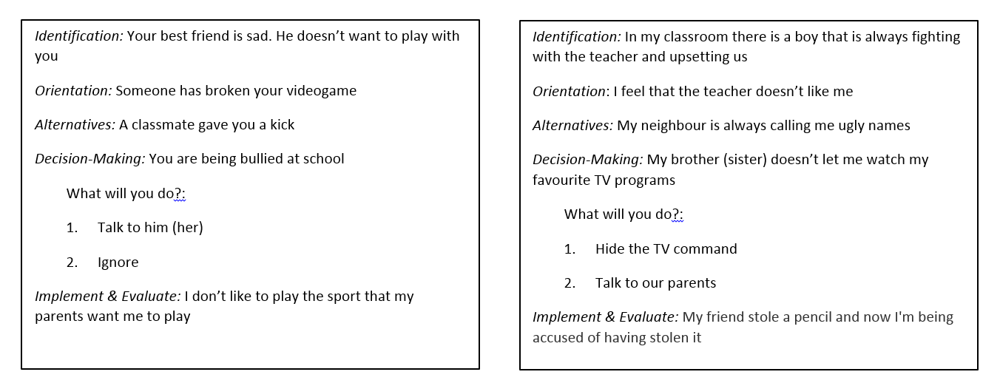 Identification: Your best friend is sad. He doesn’t want to play with
you
Orientation: Someone has broken your videogame
Alternatives: A classmate gave you a kick
Decision-Making: You are being bullied at school
What will you do?:
1. Talk to him (her)
2. Ignore
Implement & Evaluate: I don’t like to play the sport that my
parents want me to play
Identification: In my classroom there is a boy that is always fighting
with the teacher and upsetting us
Orientation: I feel that the teacher doesn’t like me
Alternatives: My neighbour is always calling me ugly names
Decision-Making: My brother (sister) doesn’t let me watch my
favourite TV programs
What will you do?:
1. Hide the TV command
2. Talk to our parents
Implement & Evaluate: My friend stole a pencil and now I'm being
accused of having stolen it